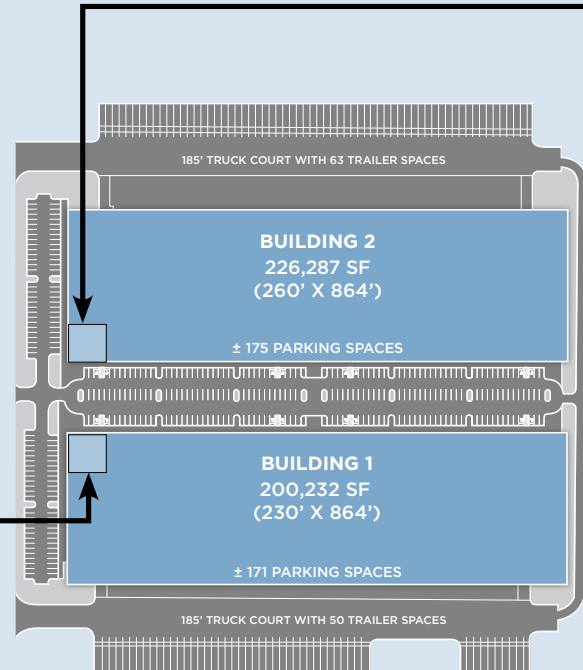 185' TRUCK COURT WITH 63 TRAILER SPACES
BUILDING 2
226,287 SF
(260’ X 864’)
± 175 PARKING SPACES
BUILDING 1
200,232 SF
(230’ X 864’)
± 171 PARKING SPACES
185' TRUCK COURT WITH 50 TRAILER SPACES